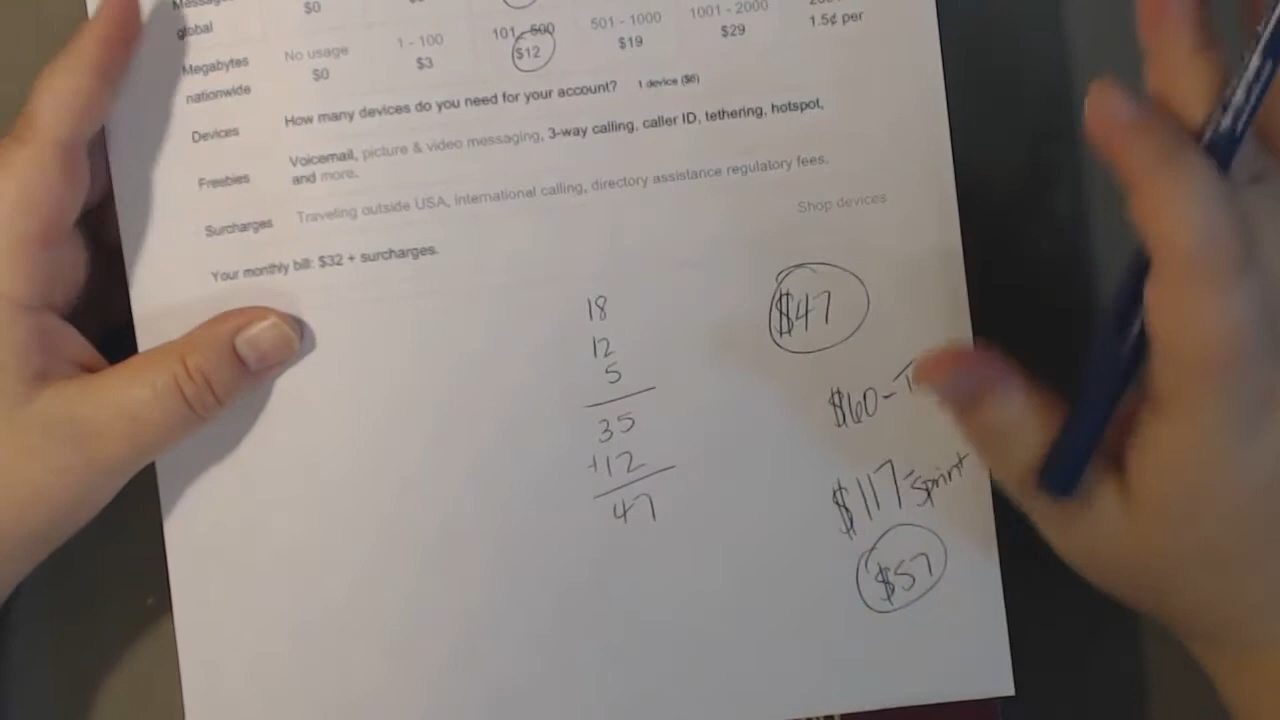 Messages
$0
global
Megabytes No usage 1 - 100 101 - 500 501 - 1000 1001 - 2000
$0 $3 $12 $19 $29 1.5¢ per
nationwide
Devices How many devices do you need for your account? 1 device ($6)
Freebies Voicemail, picture & video messaging, 3-way calling, caller ID, tethering, hotspot,
and more.
Surcharges Traveling outside USA, international calling, directory assistance regulatory fees.
Shop devices
Your monthly bill: $32 + surcharges.
18
12
5
35
+12
47
$47
$60 -
$117 - Sprint
$57